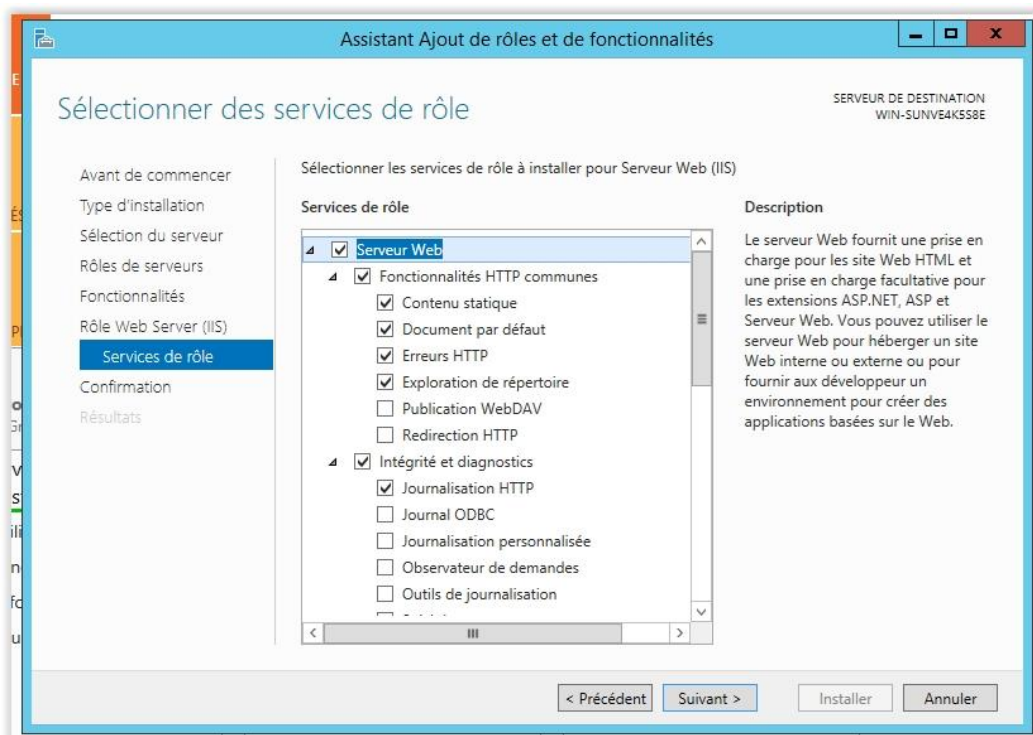 Assistant Ajout de rôles et de fonctionnalités
Sélectionner des services de rôle
SERVEUR DE DESTINATION
WIN-SUNVE4K5S8E
Avant de commencer
Type d'installation
Sélection du serveur
Rôles de serveurs
Fonctionnalités
Rôle Web Server (IIS)
Services de rôle
Confirmation
Résultats
Sélectionner les services de rôle à installer pour Serveur Web (IIS)
Services de rôle
Serveur Web
Fonctionnalités HTTP communes
Contenu statique
Document par défaut
Erreurs HTTP
Exploration de répertoire
Publication WebDAV
Redirection HTTP
Intégrité et diagnostics
Journalisation HTTP
Journal ODBC
Journalisation personnalisée
Observateur de demandes
Outils de journalisation
Description
Le serveur Web fournit une prise en
charge pour les site Web HTML et
une prise en charge facultative pour
les extensions ASP.NET, ASP et
Serveur Web. Vous pouvez utiliser le
serveur Web pour héberger un site
Web interne ou externe ou pour
fournir aux développeur un
environnement pour créer des
applications basées sur le Web.
< Précédent
Suivant >
Installer
Annuler